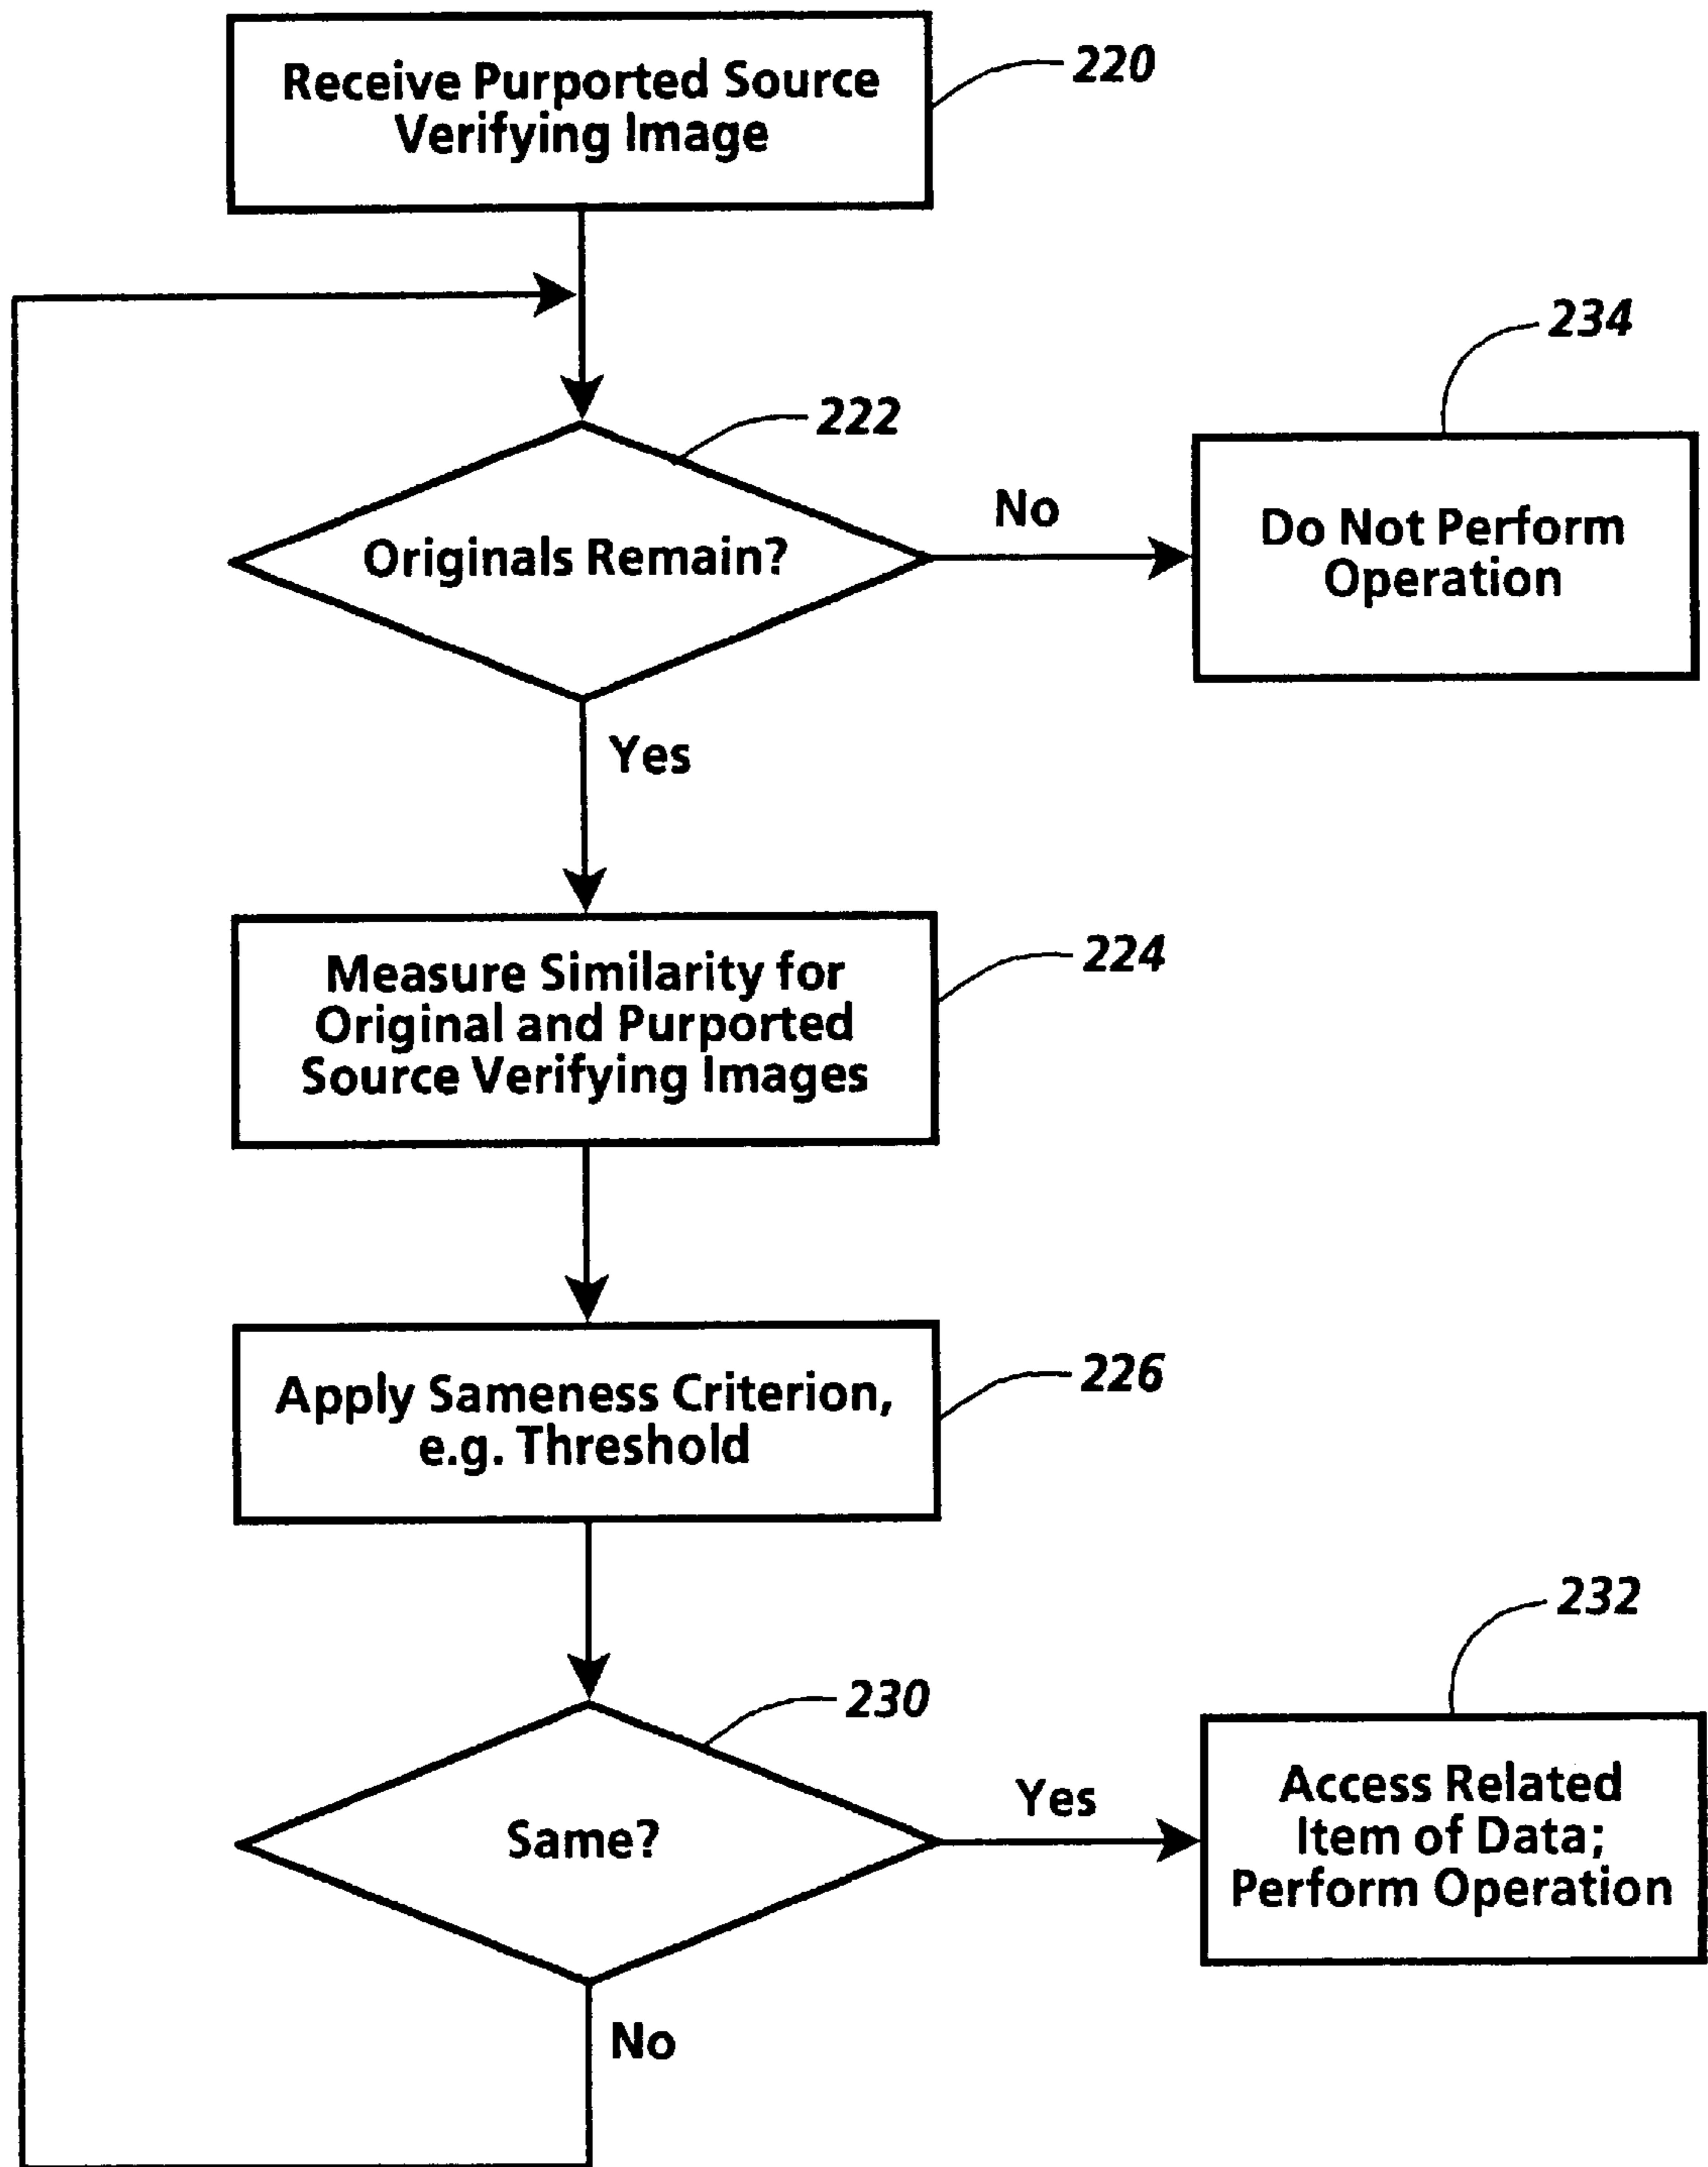 Receive Purported Source
Verifying Image
220
234
222
Originals Remain?
No
Do Not Perform
Operation
Yes
224
Measure Similarity for
Original and Purported
Source Verifying Images
226
Apply Sameness Criterion,
e.g. Threshold
232
230
Same?
Yes
Access Related
Item of Data;
Perform Operation
No